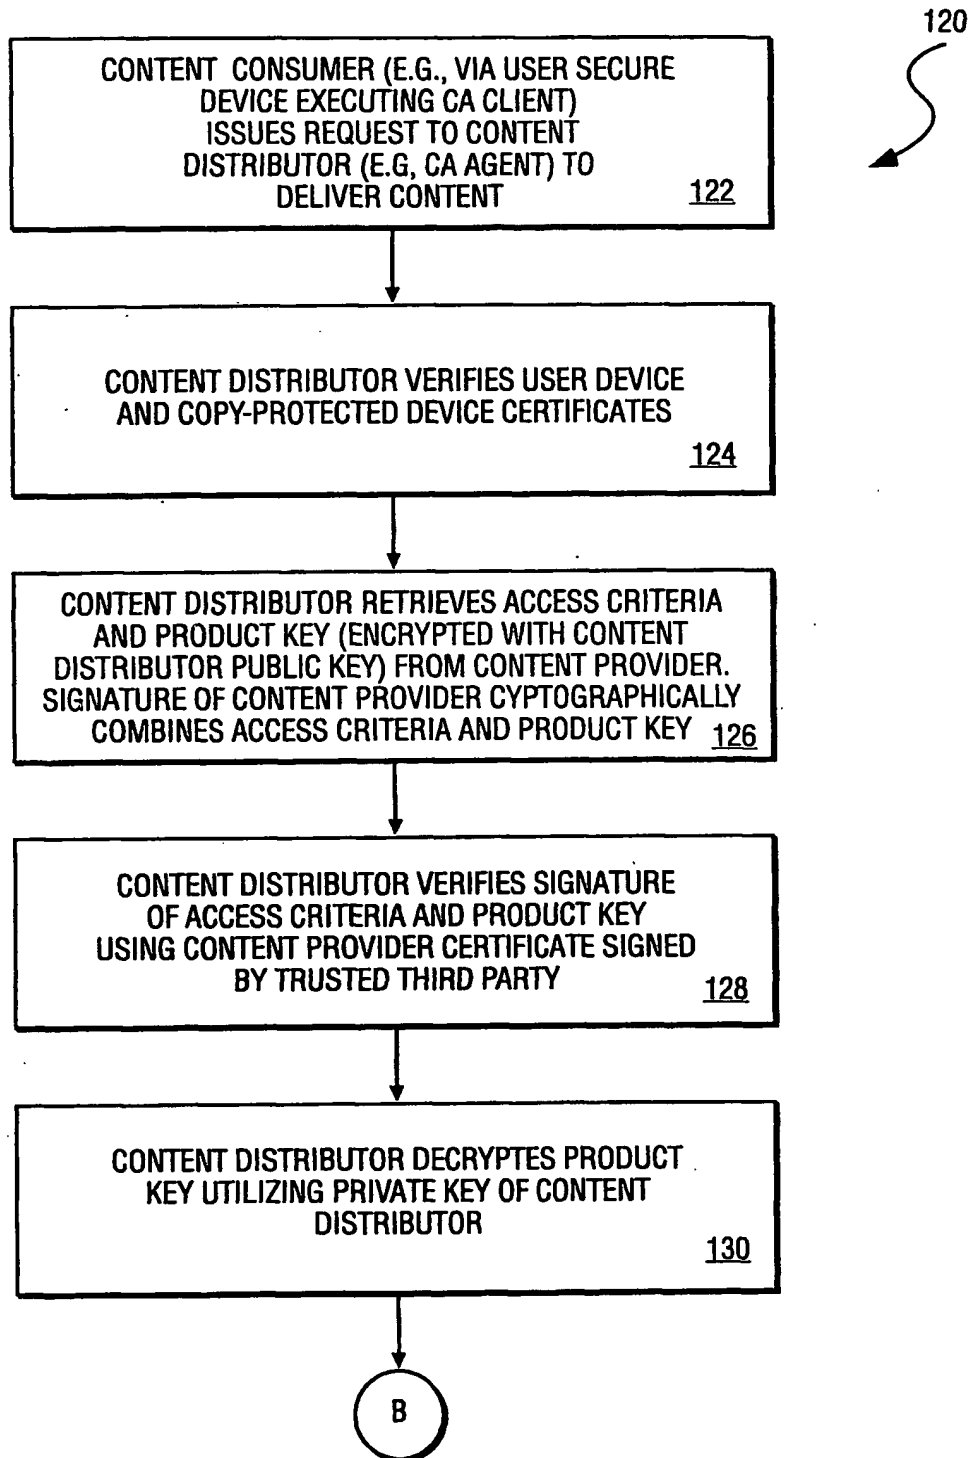 120
CONTENT CONSUMER (E.G., VIA USER SECURE
DEVICE EXECUTING CA CLIENT)
ISSUES REQUEST TO CONTENT
DISTRIBUTOR (E.G, CA AGENT) TO
DELIVER CONTENT
122
CONTENT DISTRIBUTOR VERIFIES USER DEVICE
AND COPY-PROTECTED DEVICE CERTIFICATES
124
CONTENT DISTRIBUTOR RETRIEVES ACCESS CRITERIA
AND PRODUCT KEY (ENCRYPTED WITH CONTENT
DISTRIBUTOR PUBLIC KEY) FROM CONTENT PROVIDER.
SIGNATURE OF CONTENT PROVIDER CYPTOGRAPHICALLY
COMBINES ACCESS CRITERIA AND PRODUCT KEY 126
CONTENT DISTRIBUTOR VERIFIES SIGNATURE
OF ACCESS CRITERIA AND PRODUCT KEY
USING CONTENT PROVIDER CERTIFICATE SIGNED
BY TRUSTED THIRD PARTY
128
CONTENT DISTRIBUTOR DECRYPTES PRODUCT
KEY UTILIZING PRIVATE KEY OF CONTENT
DISTRIBUTOR
130
B